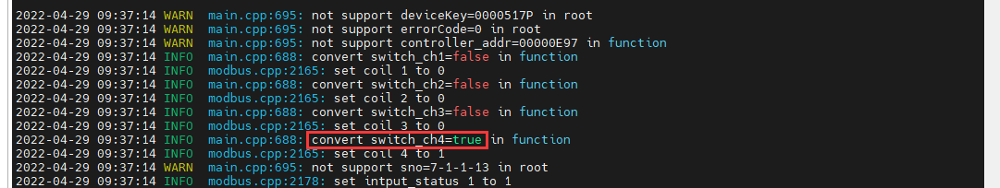 2022-04-29 09:37:14 WARN main.cpp:695: not support deviceKey=0000517P in root
2022-04-29 09:37:14 WARN main.cpp:695: not support errorCode=0 in root
2022-04-29 09:37:14 WARN main.cpp:695: not support controller_addr=00000E97 in function
2022-04-29 09:37:14 INFO main.cpp:688: convert switch_ch1=false in function
2022-04-29 09:37:14 INFO modbus.cpp:2165: set coil 1 to 0
2022-04-29 09:37:14 INFO main.cpp:688: convert switch_ch2=false in function
2022-04-29 09:37:14 INFO modbus.cpp:2165: set coil 2 to 0
2022-04-29 09:37:14 INFO main.cpp:688: convert switch_ch3=false in function
2022-04-29 09:37:14 INFO modbus.cpp:2165: set coil 3 to 0
2022-04-29 09:37:14 INFO main.cpp:688: convert switch_ch4=true in function
2022-04-29 09:37:14 INFO modbus.cpp:2165: set coil 4 to 1
2022-04-29 09:37:14 WARN main.cpp:695: not support sno=7-1-1-13 in root
2022-04-29 09:37:14 INFO modbus.cpp:2178: set intput_status 1 to 1